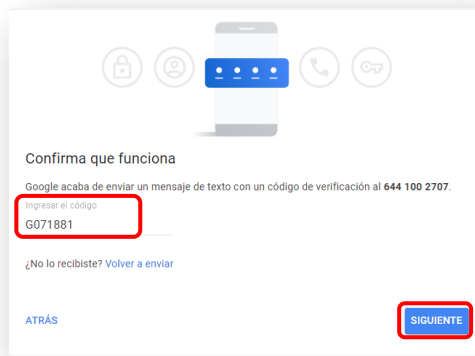 Confirma que funciona
Google acaba de enviar un mensaje de texto con un código de verificación al 644 100 2707.
Ingresar el código
G071881
¿No lo recibiste? Volver a enviar
ATRÁS
SIGUIENTE